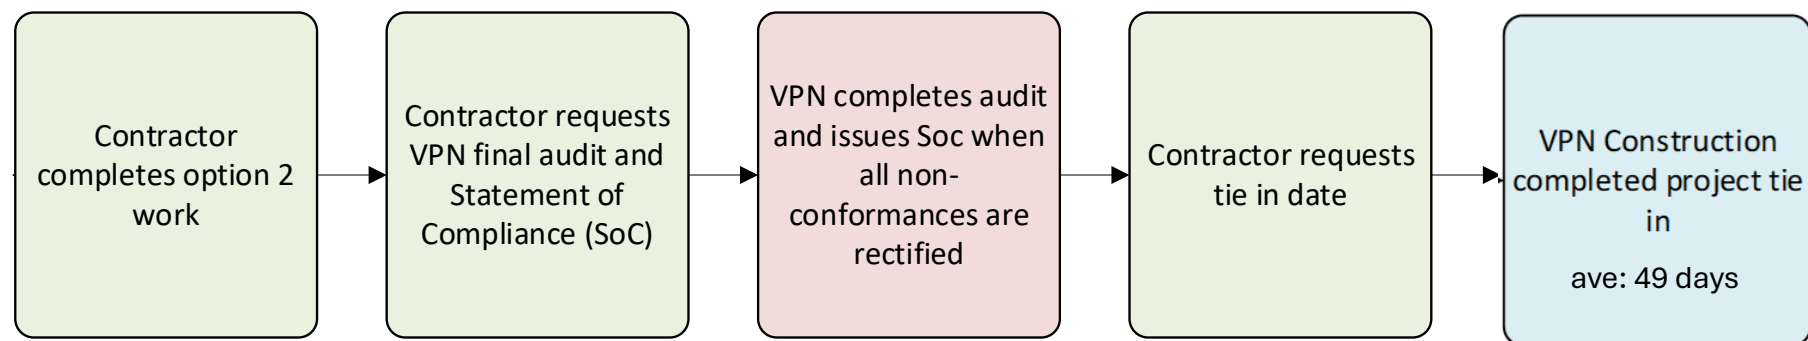 Contractor
completes option 2
work
Contractor requests
VPN final audit and
Statement of
Compliance (SoC)
VPN completes audit
and issues Soc when
all non-
conformances are
rectified
Contractor requests
tie in date
VPN Construction
completed project tie
in
ave: 49 days